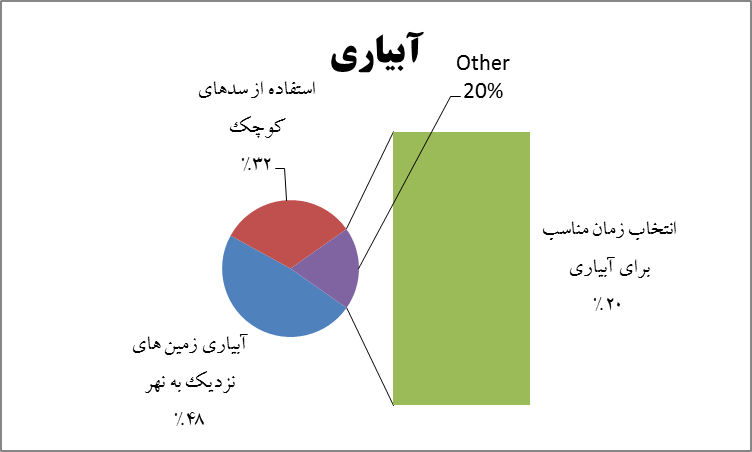 آبیاری
Other
20%
استفاده از سدهای
کوچک
٪۳۲
انتخاب زمان مناسب
برای آبیاری
٪۲۰
آبیاری زمین های
نزدیک به نهر
٪۴۸